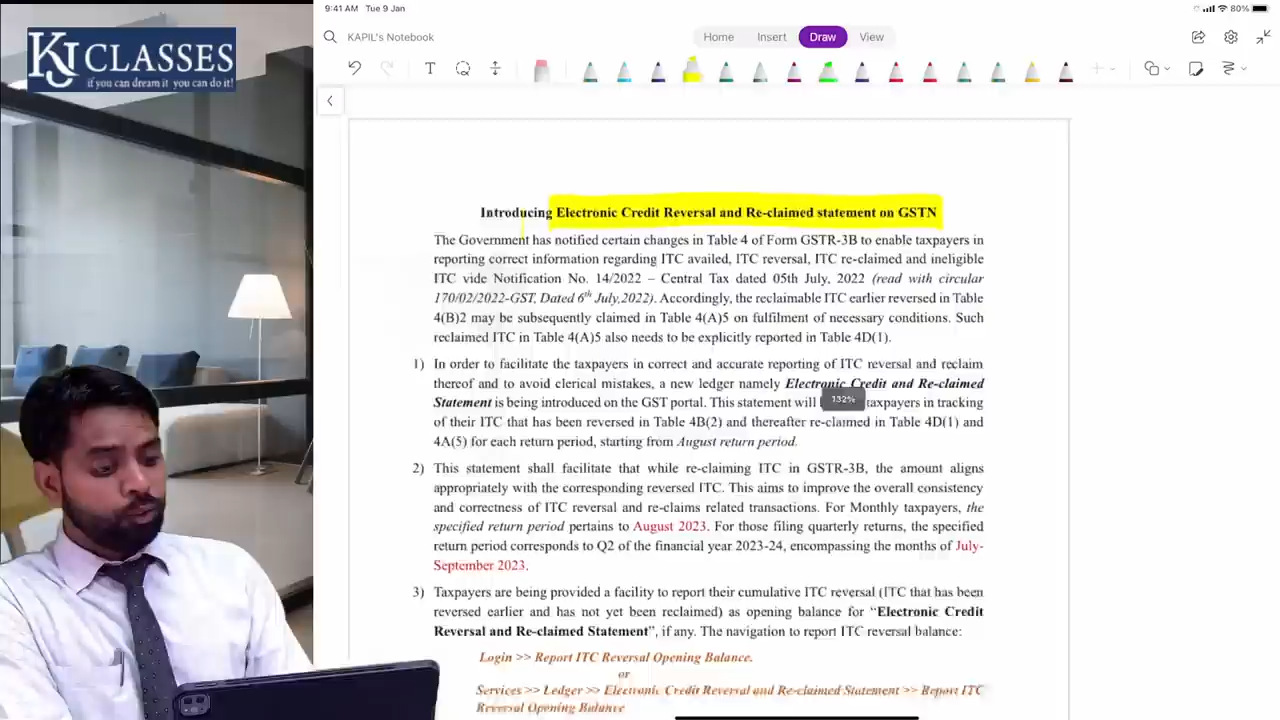 9:41 AM Tue 9 Jan
80%
KJ CLASSES
if you can dream it you can do it!
KAPIL's Notebook
Home Insert Draw View
T
Introducing Electronic Credit Reversal and Re-claimed statement on GSTN
The Government has notified certain changes in Table 4 of Form GSTR-3B to enable taxpayers in
reporting correct information regarding ITC availed, ITC reversal, ITC re-claimed and ineligible
ITC vide Notification No. 14/2022 – Central Tax dated 05th July, 2022 (read with circular
170/02/2022-GST, Dated 6th July,2022). Accordingly, the reclaimable ITC earlier reversed in Table
4(B)2 may be subsequently claimed in Table 4(A)5 on fulfilment of necessary conditions. Such
reclaimed ITC in Table 4(A)5 also needs to be explicitly reported in Table 4D(1).
1) In order to facilitate the taxpayers in correct and accurate reporting of ITC reversal and reclaim
thereof and to avoid clerical mistakes, a new ledger namely Electronic Credit and Re-claimed
Statement is being introduced on the GST portal. This statement will taxpayers in tracking
132%
of their ITC that has been reversed in Table 4B(2) and thereafter re-claimed in Table 4D(1) and
4A(5) for each return period, starting from August return period.
2) This statement shall facilitate that while re-claiming ITC in GSTR-3B, the amount aligns
appropriately with the corresponding reversed ITC. This aims to improve the overall consistency
and correctness of ITC reversal and re-claims related transactions. For Monthly taxpayers, the
specified return period pertains to August 2023. For those filing quarterly returns, the specified
return period corresponds to Q2 of the financial year 2023-24, encompassing the months of July-
September 2023.
3) Taxpayers are being provided a facility to report their cumulative ITC reversal (ITC that has been
reversed earlier and has not yet been reclaimed) as opening balance for “Electronic Credit
Reversal and Re-claimed Statement”, if any. The navigation to report ITC reversal balance:
Login >> Report ITC Reversal Opening Balance.
or
Services >> Ledger >> Electronic Credit Reversal and Re-claimed Statement >> Report ITC
Reversal Opening Balance